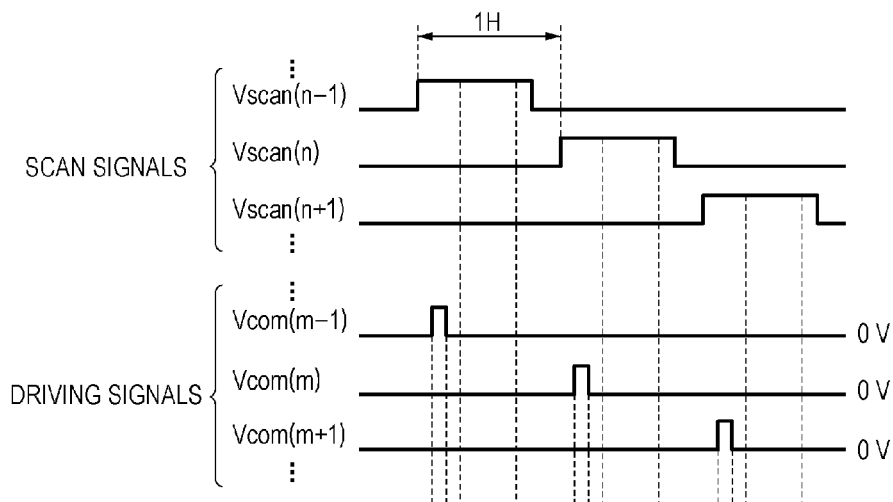 1H
⋮
Vscan(n−1)
Vscan(n)
SCAN SIGNALS
Vscan(n+1)
⋮
⋮
Vcom(m−1)
0 V
Vcom(m)
0 V
DRIVING SIGNALS
Vcom(m+1)
0 V
⋮